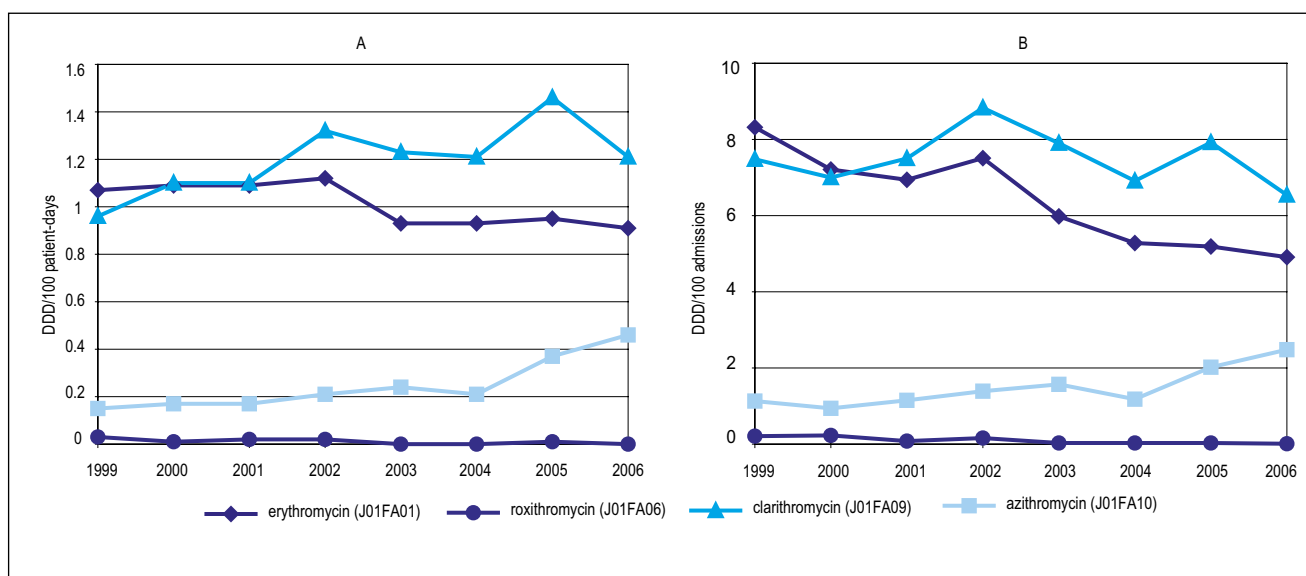 A
1.6
1.4
1.2
1
0.8
0.6
0.4
0.2
0
DDD/100 patient-days
1999 2000 2001 2002 2003 2004 2005 2006
B
10
8
6
4
2
0
DDD/100 admissions
1999 2000 2001 2002 2003 2004 2005 2006
erythromycin (J01FA01) roxithromycin (J01FA06) clarithromycin (J01FA09) azithromycin (J01FA10)